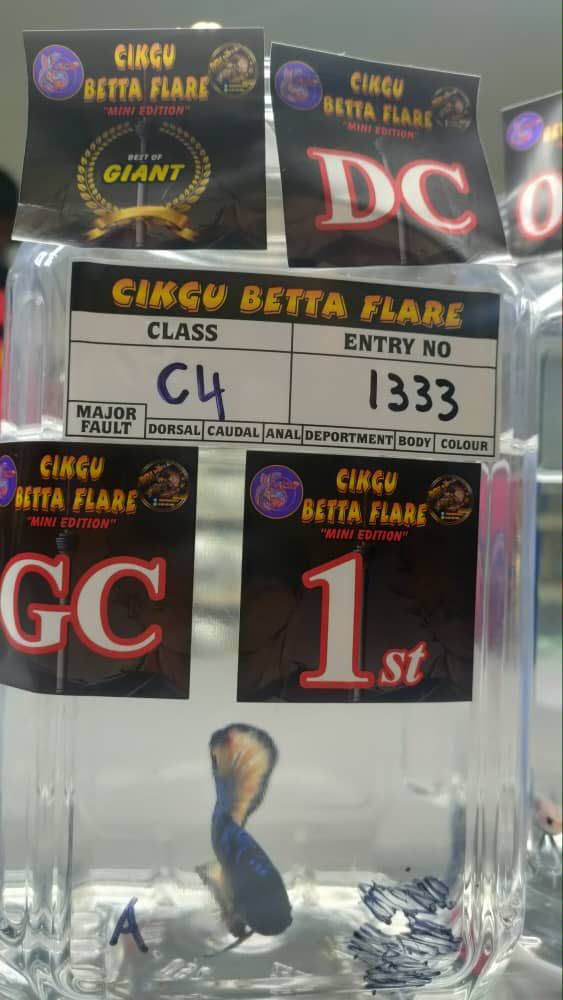 CIKGU
BETTA FLARE
"MINI EDITION"
BEST OF
GIANT
CIKGU
BETTA FLARE
"MINI EDITION"
DC
CIKGU BETTA FLARE
CLASS
ENTRY NO
C4
1333
MAJOR
FAULT
DORSAL
CAUDAL
ANAL
DEPORTMENT
BODY
COLOUR
CIKGU
BETTA FLARE
"MINI EDITION"
GC
CIKGU
BETTA FLARE
"MINI EDITION"
1st
A